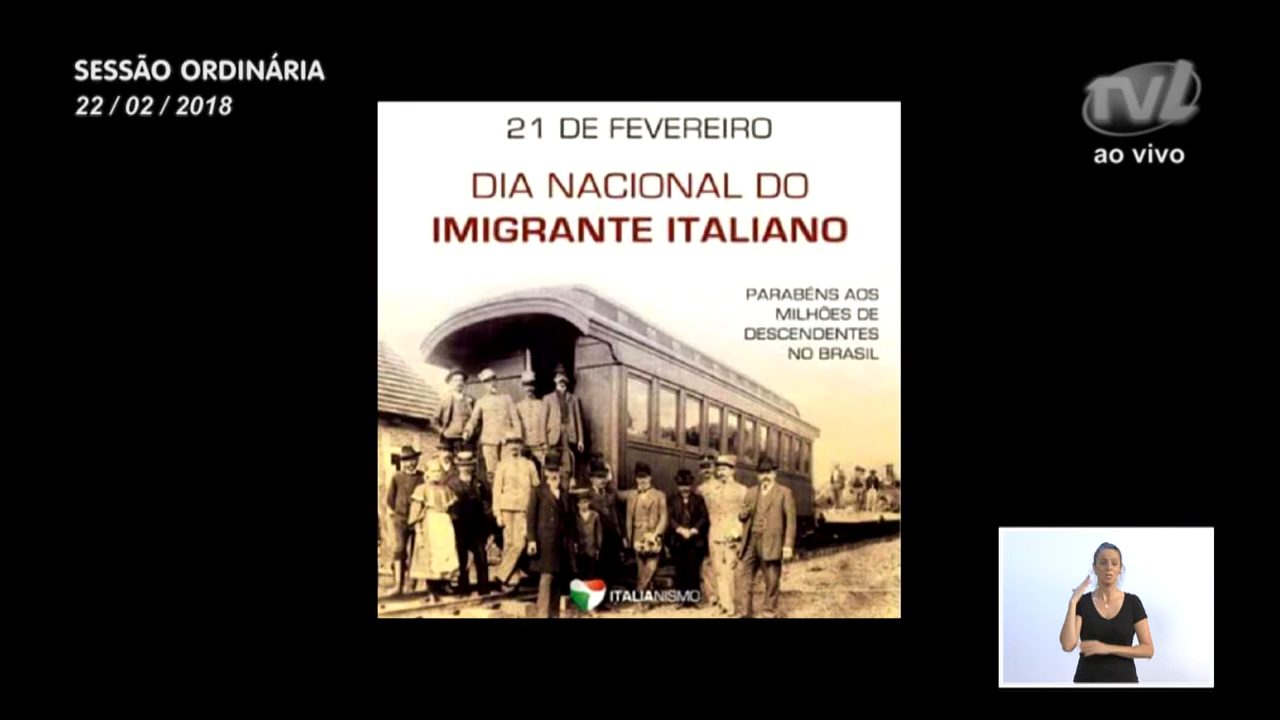 SESSÃO ORDINÁRIA
22 / 02 / 2018
TVL
ao vivo
21 DE FEVEREIRO
DIA NACIONAL DO
IMIGRANTE ITALIANO
PARABÉNS AOS
MILHÕES DE
DESCENDENTES
NO BRASIL
ITALIANISMO